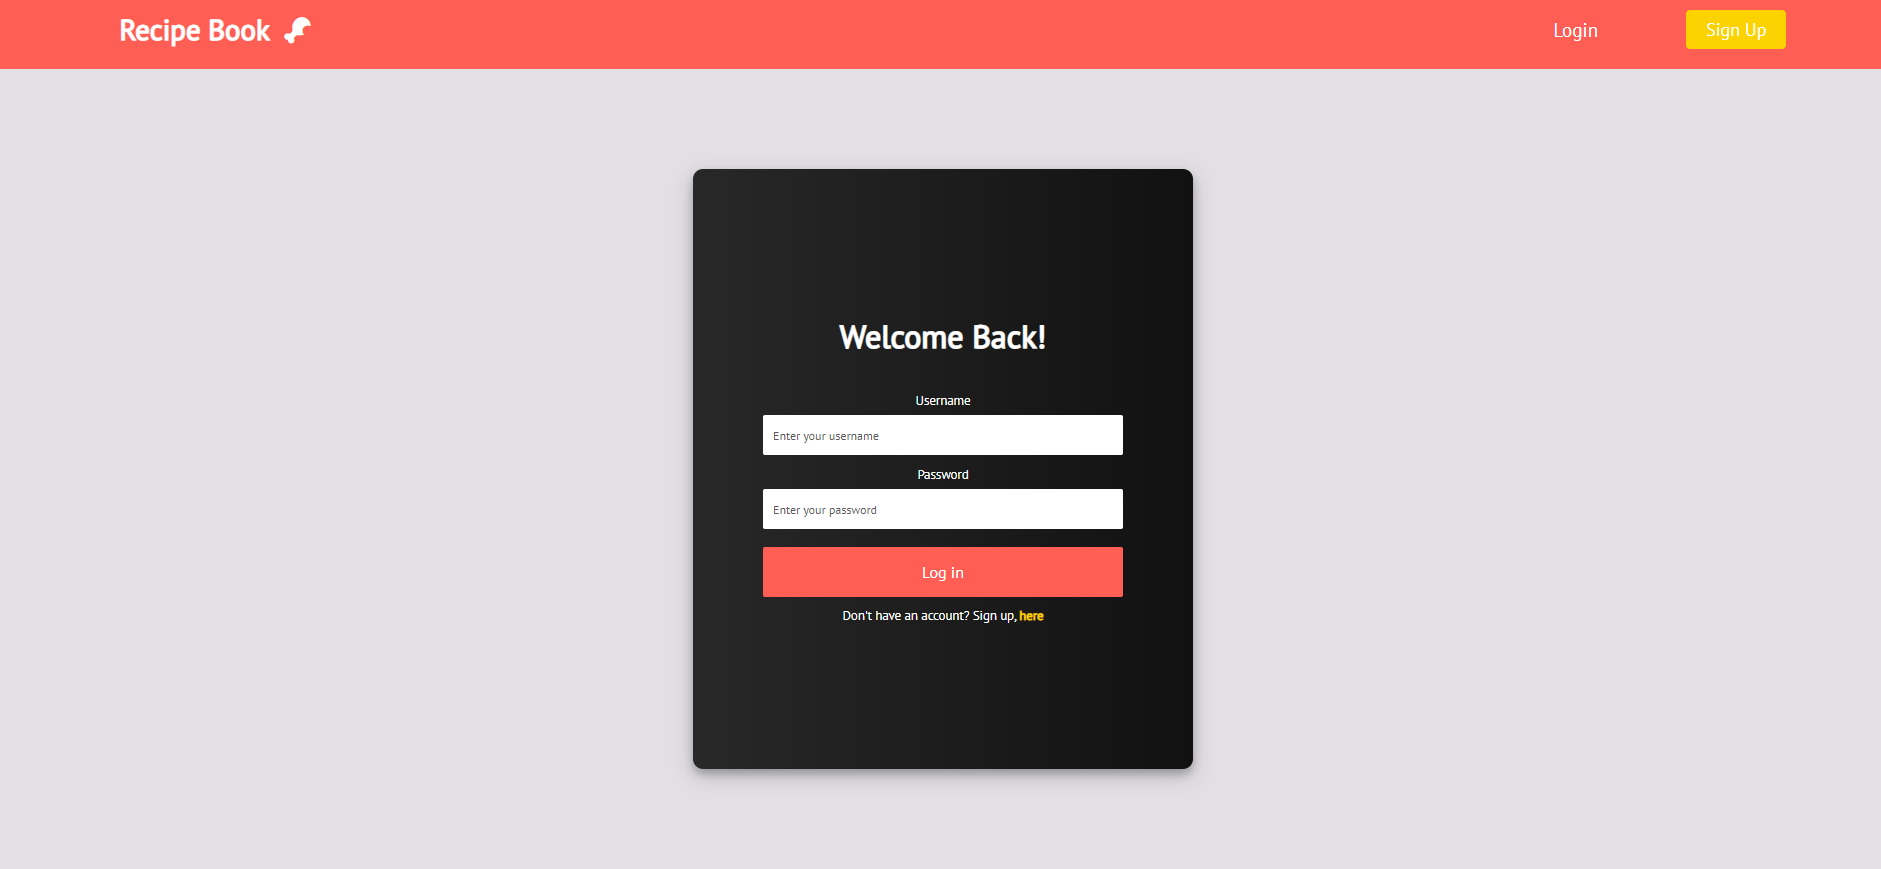 Recipe Book
Login
Sign Up
Welcome Back!
Username
Enter your username
Password
Enter your password
Log in
Don't have an account? Sign up, here